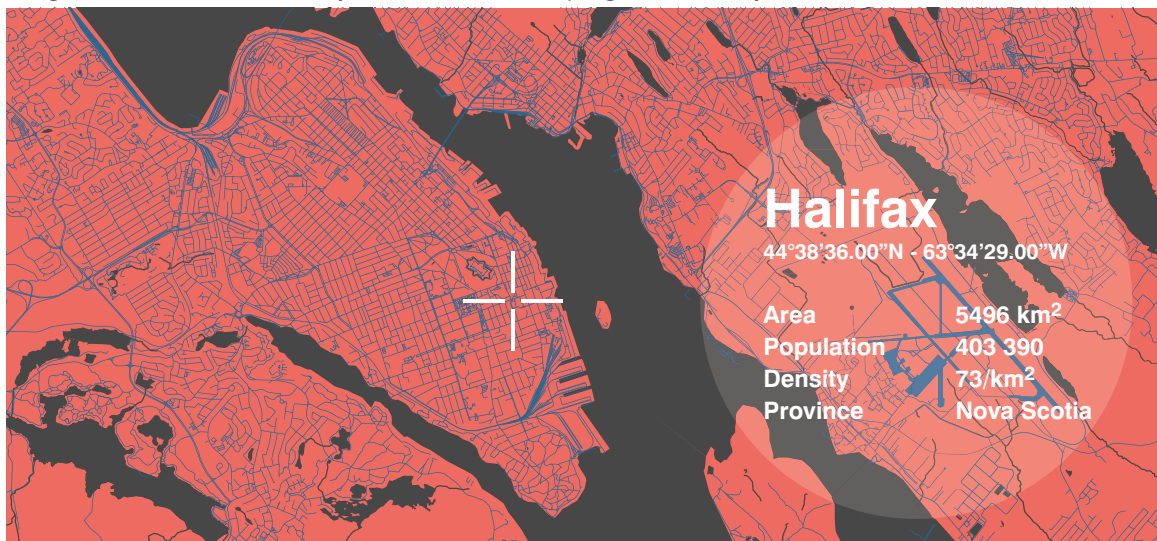 Halifax
44°38’36.00”N - 63°34’29.00”W
Area 5496 km²
Population 403 390
Density 73/km²
Province Nova Scotia